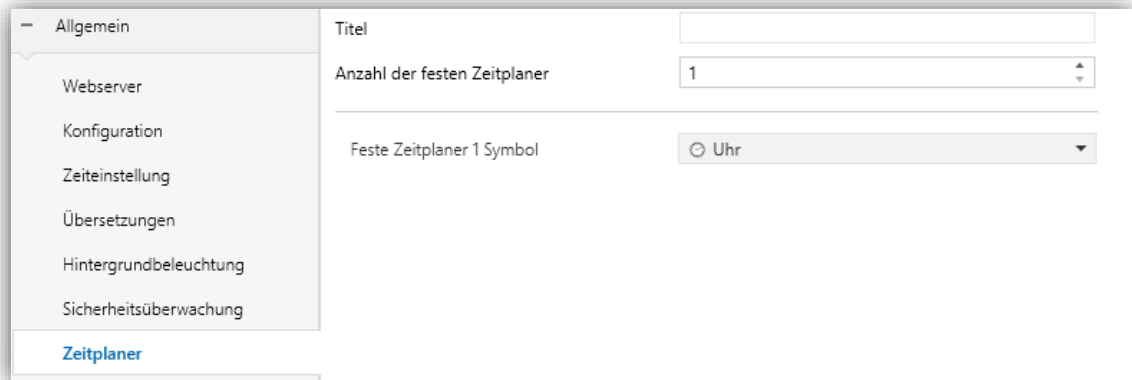 Allgemein
Webserver
Konfiguration
Zeiteinstellung
Übersetzungen
Hintergrundbeleuchtung
Sicherheitsüberwachung
Zeitplaner
Titel
Anzahl der festen Zeitplaner 1
Feste Zeitplaner 1 Symbol Uhr